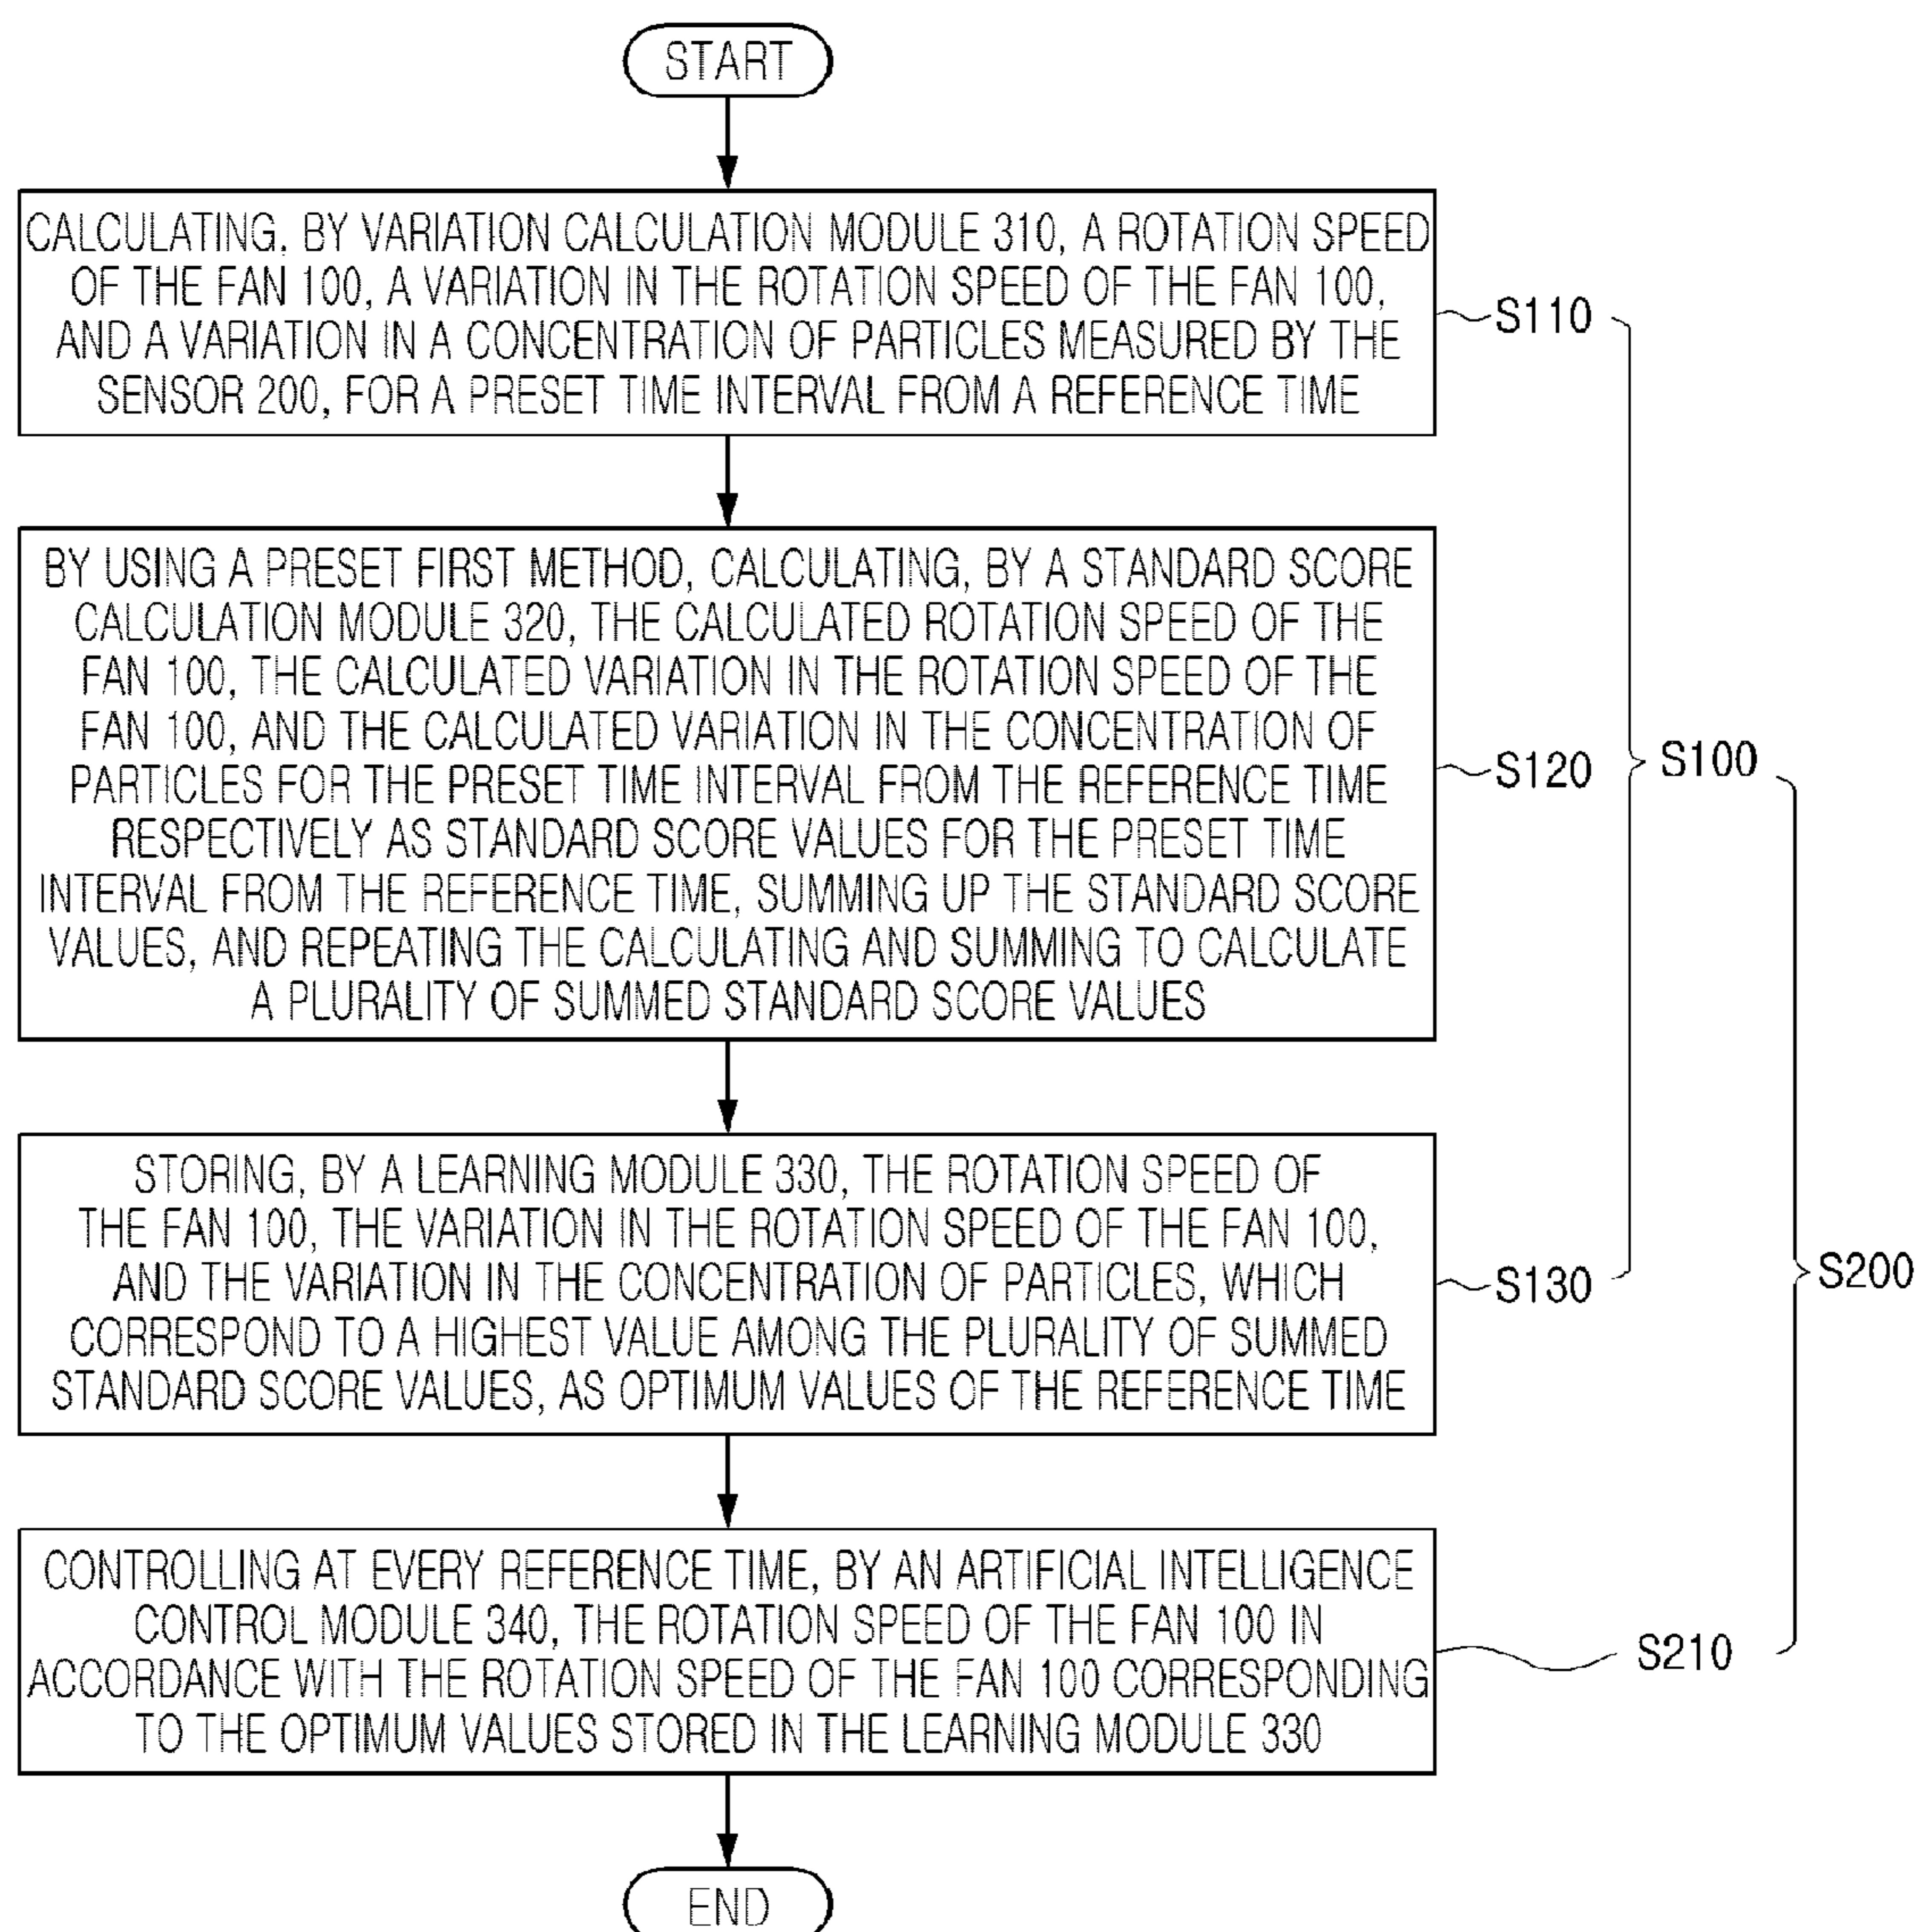 START
CALCULATING, BY VARIATION CALCULATION MODULE 310, A ROTATION SPEED
OF THE FAN 100, A VARIATION IN THE ROTATION SPEED OF THE FAN 100,
AND A VARIATION IN A CONCENTRATION OF PARTICLES MEASURED BY THE
SENSOR 200, FOR A PRESET TIME INTERVAL FROM A REFERENCE TIME
S110
BY USING A PRESET FIRST METHOD, CALCULATING, BY A STANDARD SCORE
CALCULATION MODULE 320, THE CALCULATED ROTATION SPEED OF THE
FAN 100, THE CALCULATED VARIATION IN THE ROTATION SPEED OF THE
FAN 100, AND THE CALCULATED VARIATION IN THE CONCENTRATION OF
PARTICLES FOR THE PRESET TIME INTERVAL FROM THE REFERENCE TIME
RESPECTIVELY AS STANDARD SCORE VALUES FOR THE PRESET TIME
INTERVAL FROM THE REFERENCE TIME, SUMMING UP THE STANDARD SCORE
VALUES, AND REPEATING THE CALCULATING AND SUMMING TO CALCULATE
A PLURALITY OF SUMMED STANDARD SCORE VALUES
S120
S100
STORING, BY A LEARNING MODULE 330, THE ROTATION SPEED OF
THE FAN 100, THE VARIATION IN THE ROTATION SPEED OF THE FAN 100,
AND THE VARIATION IN THE CONCENTRATION OF PARTICLES, WHICH
CORRESPOND TO A HIGHEST VALUE AMONG THE PLURALITY OF SUMMED
STANDARD SCORE VALUES, AS OPTIMUM VALUES OF THE REFERENCE TIME
S130
S200
CONTROLLING AT EVERY REFERENCE TIME, BY AN ARTIFICIAL INTELLIGENCE
CONTROL MODULE 340, THE ROTATION SPEED OF THE FAN 100 IN
ACCORDANCE WITH THE ROTATION SPEED OF THE FAN 100 CORRESPONDING
TO THE OPTIMUM VALUES STORED IN THE LEARNING MODULE 330
S210
END